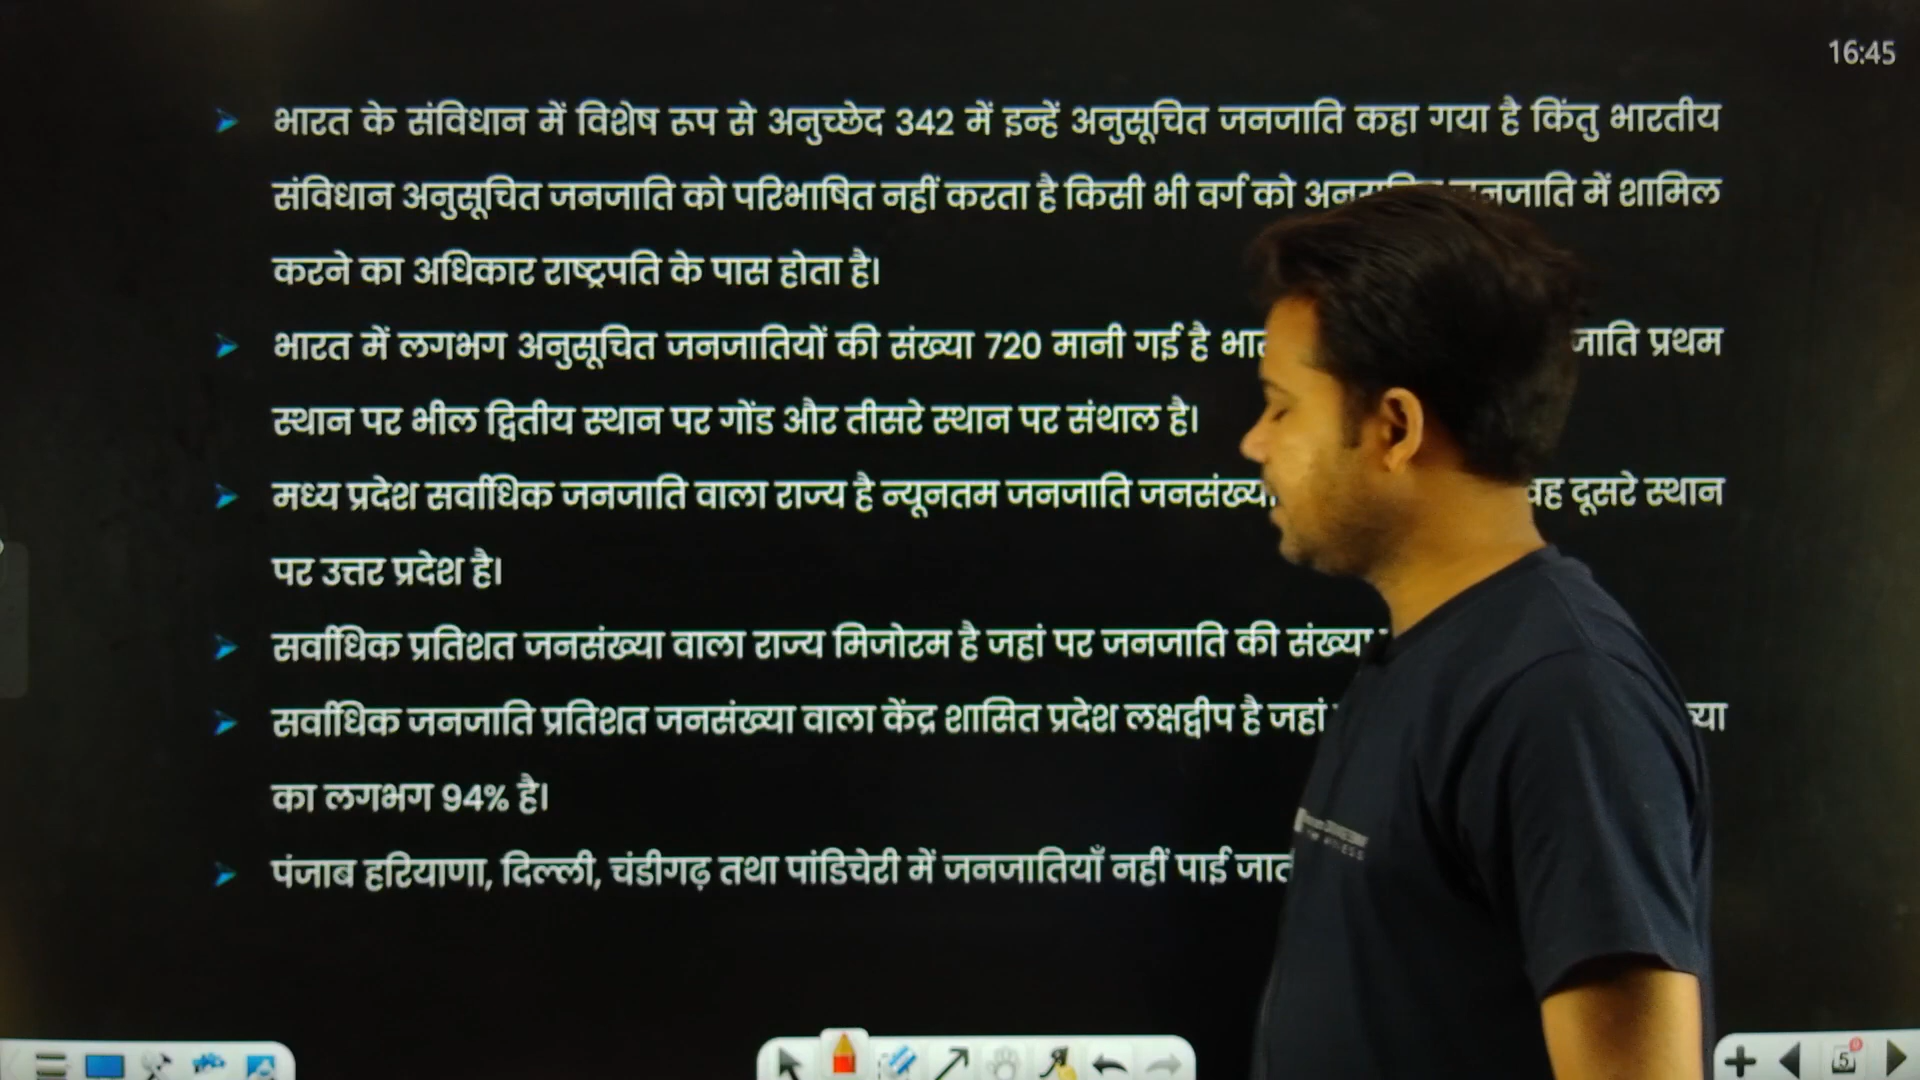 16:45
भारत के संविधान में विशेष रूप से अनुच्छेद 342 में इन्हें अनुसूचित जनजाति कहा गया है किंतु भारतीय
संविधान अनुसूचित जनजाति को परिभाषित नहीं करता है किसी भी वर्ग को अनुसूचित जनजाति में शामिल
करने का अधिकार राष्ट्रपति के पास होता है।
भारत में लगभग अनुसूचित जनजातियों की संख्या 720 मानी गई है जाति प्रथम
स्थान पर भील द्वितीय स्थान पर गोंड और तीसरे स्थान पर संथाल है।
मध्य प्रदेश सर्वाधिक जनजाति वाला राज्य है न्यूनतम जनजाति जनसंख्या वह दूसरे स्थान
पर उत्तर प्रदेश है।
सर्वाधिक प्रतिशत जनसंख्या वाला राज्य मिजोरम है जहां पर जनजाति की संख्या
सर्वाधिक जनजाति प्रतिशत जनसंख्या वाला केंद्र शासित प्रदेश लक्षद्वीप है जहां
का लगभग 94% है।
पंजाब हरियाणा, दिल्ली, चंडीगढ़ तथा पांडिचेरी में जनजातियाँ नहीं पाई
5